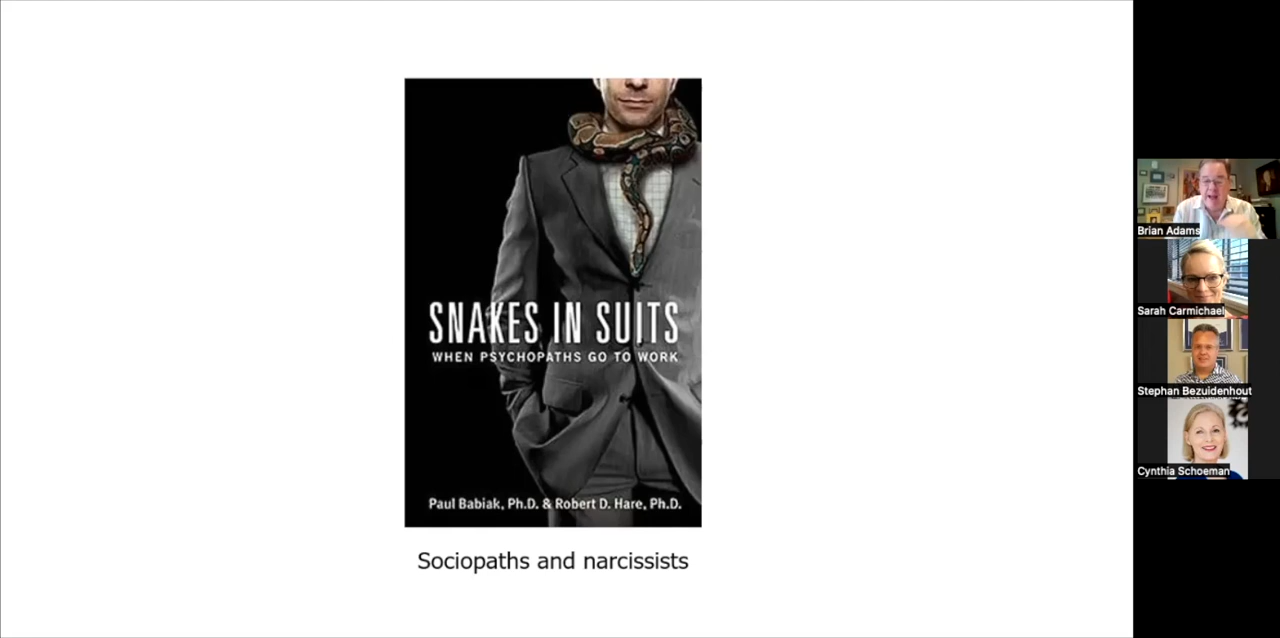 SNAKES IN SUITS
WHEN PSYCHOPATHS GO TO WORK
Paul Babiak, Ph.D. & Robert D. Hare, Ph.D.
Sociopaths and narcissists
Brian Adams
Sarah Carmichael
Stephan Bezuidenhout
Cynthia Schoeman